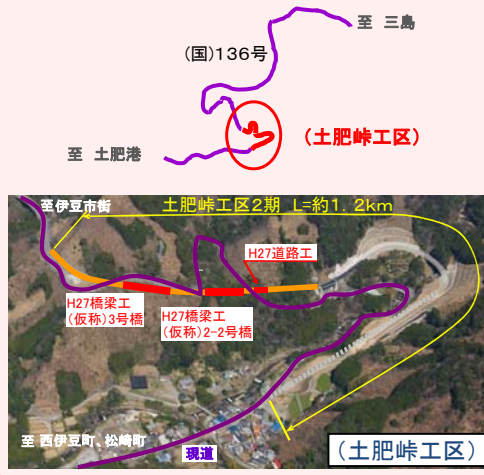 至 三島
(国)136号
(土肥峠工区)
至 土肥港
至伊豆市街
土肥峠工区2期 L=約1.2km
H27道路工
H27橋梁工
(仮称)3号橋
H27橋梁工
(仮称)2-2号橋
至 西伊豆町、松崎町
現道
(土肥峠工区)